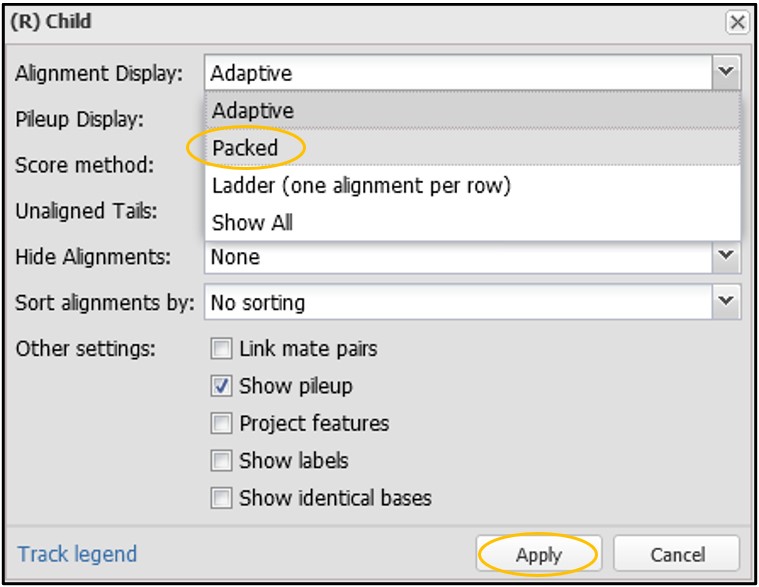 (R) Child
Alignment Display: Adaptive
Adaptive
Pileup Display:
Packed
Score method:
Ladder (one alignment per row)
Unaligned Tails:
Show All
Hide Alignments: None
Sort alignments by: No sorting
Other settings: Link mate pairs
Show pileup
Project features
Show labels
Show identical bases
Track legend Apply Cancel